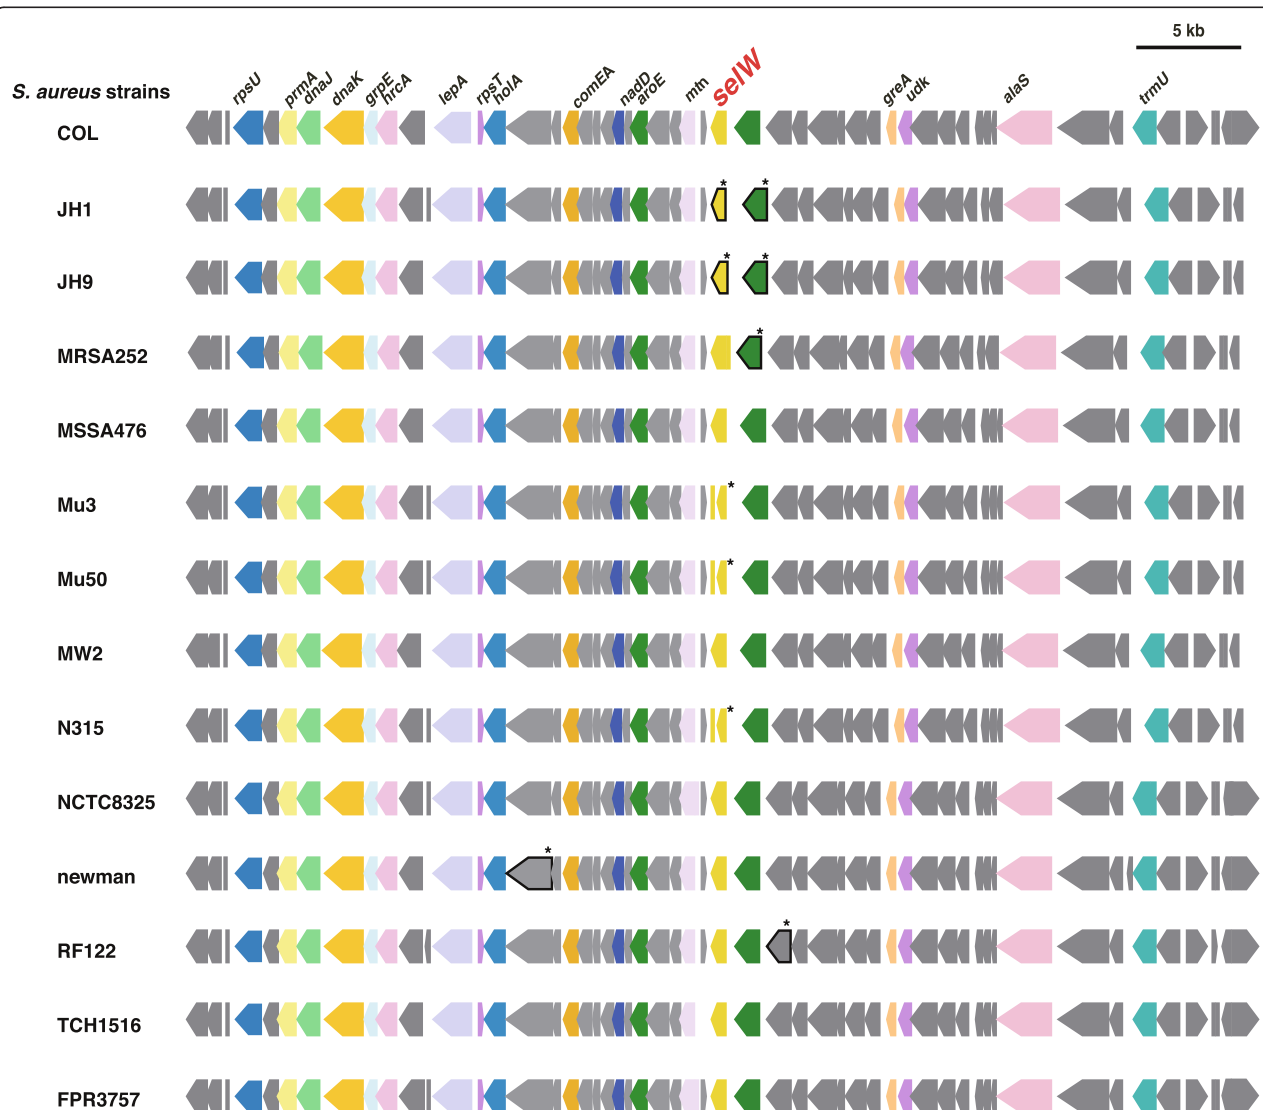 5 kb
S. aureus strains
rpsU prmA dnaJ dnaK grpE hrcA lepA rpsT holA comEA nadD aroE mtn selW greA udk alaS trmU
COL
* *
JH1
* *
JH9
*
MRSA252
MSSA476
*
Mu3
*
Mu50
MW2
*
N315
NCTC8325
*
newman
*
RF122
TCH1516
FPR3757